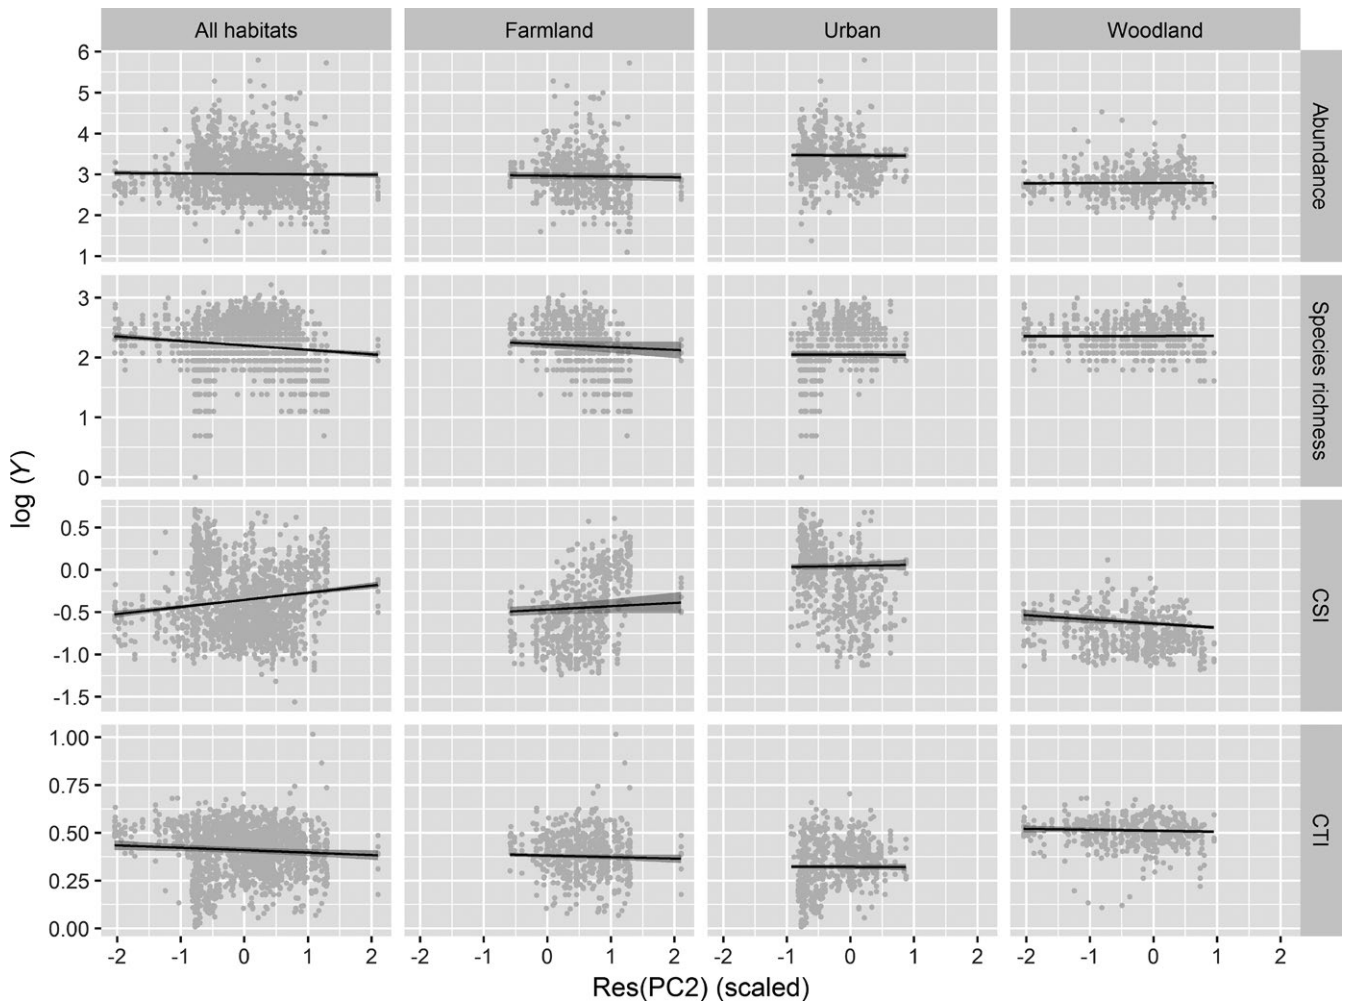 All habitats Farmland Urban Woodland
6
5
4
3
2
1
Abundance
3
2
1
0
Species richness
log (Y)
0.5
0.0
-0.5
-1.0
-1.5
CSI
1.00
0.75
0.50
0.25
0.00
CTI
-2 -1 0 1 2 -2 -1 0 1 2 -2 -1 0 1 2 -2 -1 0 1 2
Res(PC2) (scaled)